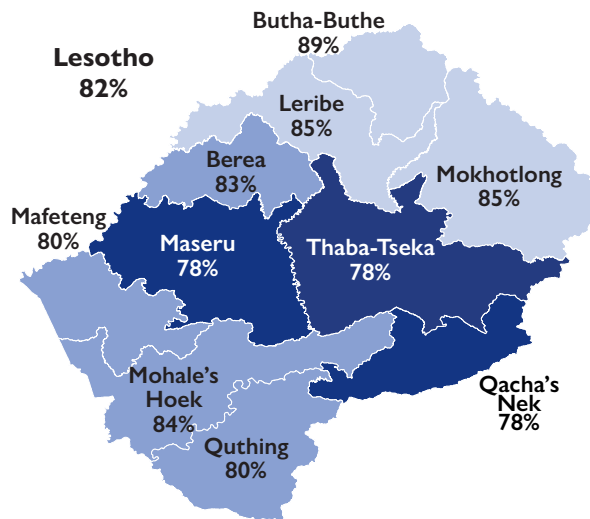 Butha-Buthe
89%
Lesotho
82%
Leribe
85%
Berea
83%
Mokhotlong
85%
Mafeteng
80%
Maseru
78%
Thaba-Tseka
78%
Mohale's
Hoek
84%
Qacha's
Nek
78%
Quthing
80%